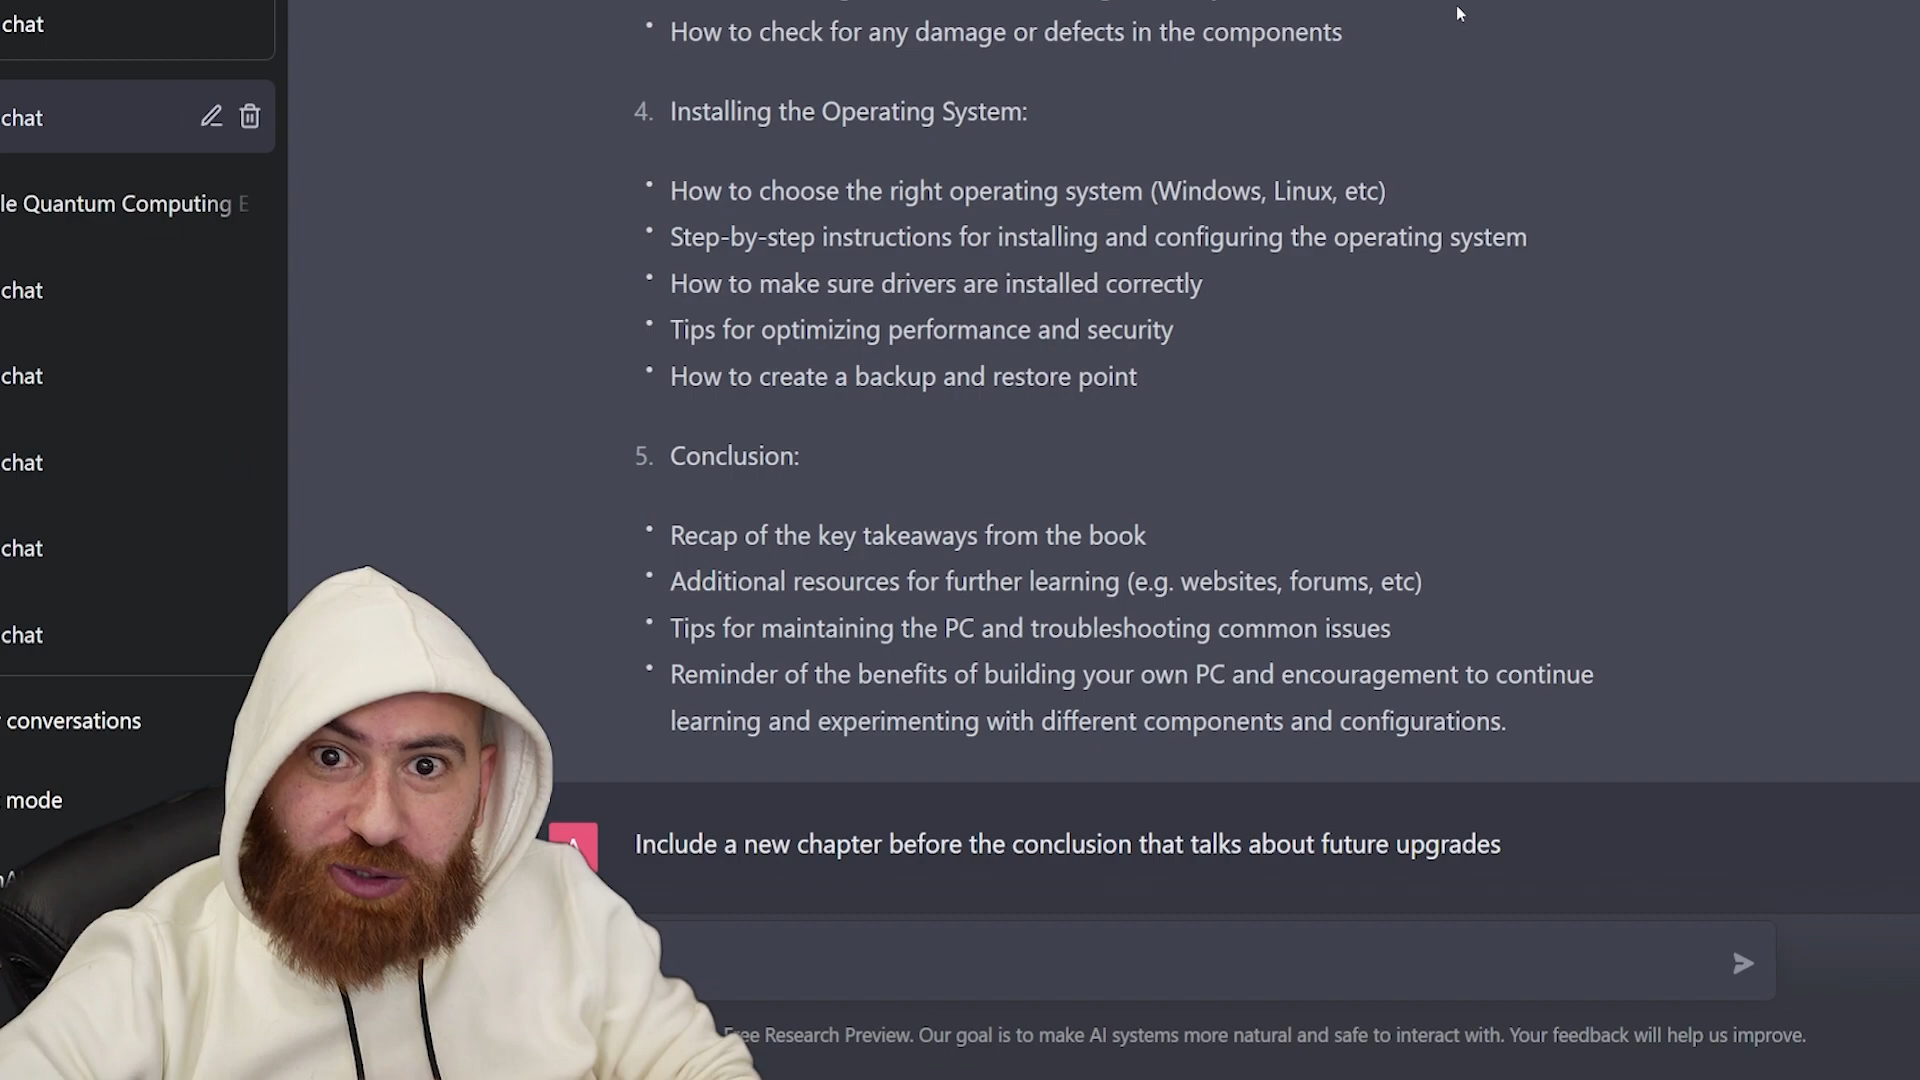 chat
chat
le Quantum Computing E
chat
chat
chat
chat
chat
conversations
mode
• How to check for any damage or defects in the components
4. Installing the Operating System:
• How to choose the right operating system (Windows, Linux, etc)
• Step-by-step instructions for installing and configuring the operating system
• How to make sure drivers are installed correctly
• Tips for optimizing performance and security
• How to create a backup and restore point
5. Conclusion:
• Recap of the key takeaways from the book
• Additional resources for further learning (e.g. websites, forums, etc)
• Tips for maintaining the PC and troubleshooting common issues
• Reminder of the benefits of building your own PC and encouragement to continue
learning and experimenting with different components and configurations.
Include a new chapter before the conclusion that talks about future upgrades
Free Research Preview. Our goal is to make AI systems more natural and safe to interact with. Your feedback will help us improve.